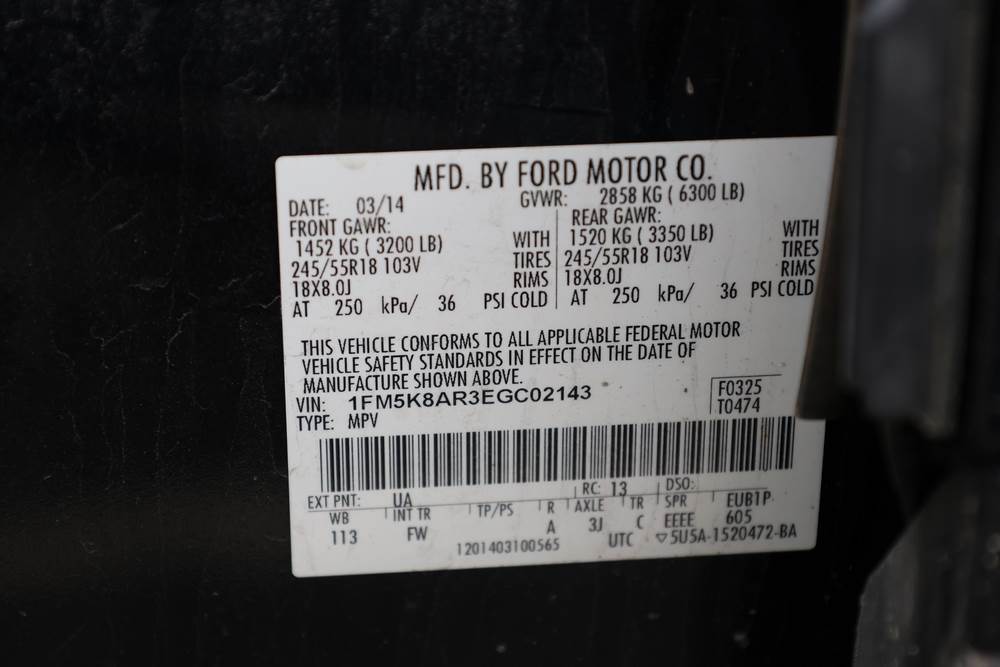 MFD. BY FORD MOTOR CO.
DATE: 03/14 GVWR: 2858 KG ( 6300 LB)
FRONT GAWR: REAR GAWR:
1452 KG ( 3200 LB) WITH 1520 KG ( 3350 LB) WITH
245/55R18 103V TIRES 245/55R18 103V TIRES
18X8.0J RIMS 18X8.0J RIMS
AT 250 kPa/ 36 PSI COLD AT 250 kPa/ 36 PSI COLD
THIS VEHICLE CONFORMS TO ALL APPLICABLE FEDERAL MOTOR
VEHICLE SAFETY STANDARDS IN EFFECT ON THE DATE OF
MANUFACTURE SHOWN ABOVE.
VIN: 1FM5K8AR3EGC02143 F0325
TYPE: MPV T0474
EXT PNT: UA RC: 13 DSO:
WB INT TR TP/PS R AXLE TR SPR EUB1P
113 FW A 3J C EEEE 605
1201403100565 UTC ▽5U5A-1520472-BA